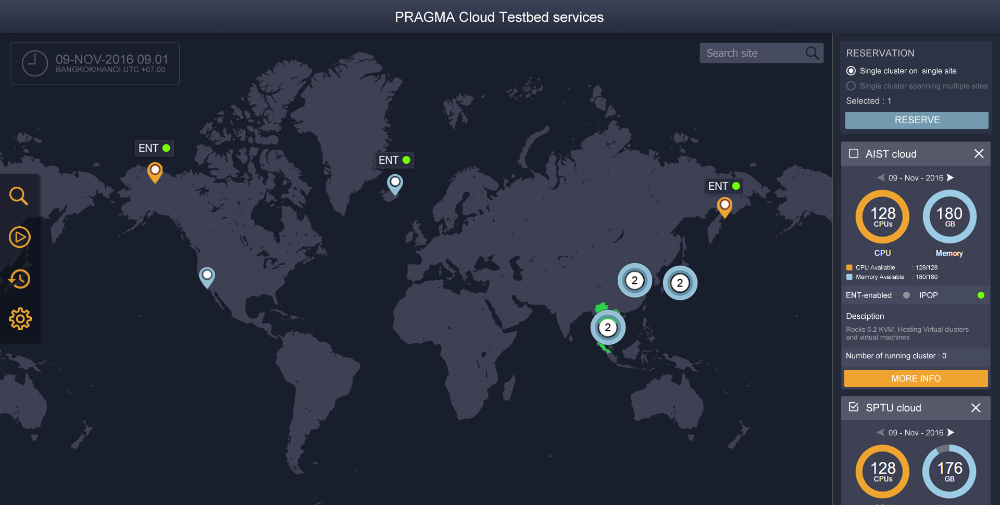 PRAGMA Cloud Testbed services
09-NOV-2016 09.01
BANGKOK/HANOI UTC +07.00
Search site
ENT
ENT
ENT
2
2
2
RESERVATION
Single cluster on single site
Single cluster spanning multiple sites
Selected : 1
RESERVE
AIST cloud
09 - Nov - 2016
128
CPUs
180
GB
CPU
Memory
CPU Available : 128/128
Memory Available : 180/180
ENT-enabled
IPOP
Desciption
Rocks 6.2 KVM. Hosting Virtual clusters
and virtual machines
Number of running cluster : 0
MORE INFO
SPTU cloud
09 - Nov - 2016
128
CPUs
176
GB